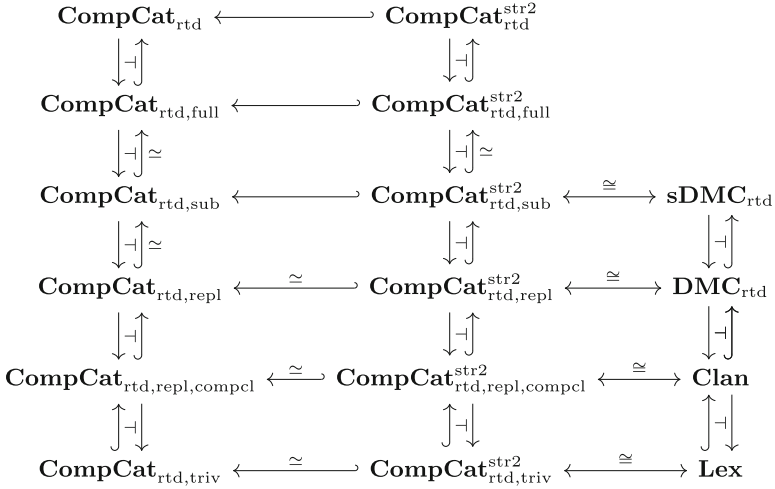 CompCat_rtd CompCat^str2_rtd
⊣ ⊣
CompCat_rtd,full CompCat^str2_rtd,full
⊣ ≃ ⊣ ≃
≅
CompCat_rtd,sub CompCat^str2_rtd,sub sDMC_rtd
⊣ ≃ ⊣ ⊣
≃ ≅
CompCat_rtd,repl CompCat^str2_rtd,repl DMC_rtd
⊣ ⊣ ⊣
≃ ≅
CompCat_rtd,repl,compcl CompCat^str2_rtd,repl,compcl Clan
⊣ ⊣ ⊣
≃ ≅
CompCat_rtd,triv CompCat^str2_rtd,triv Lex